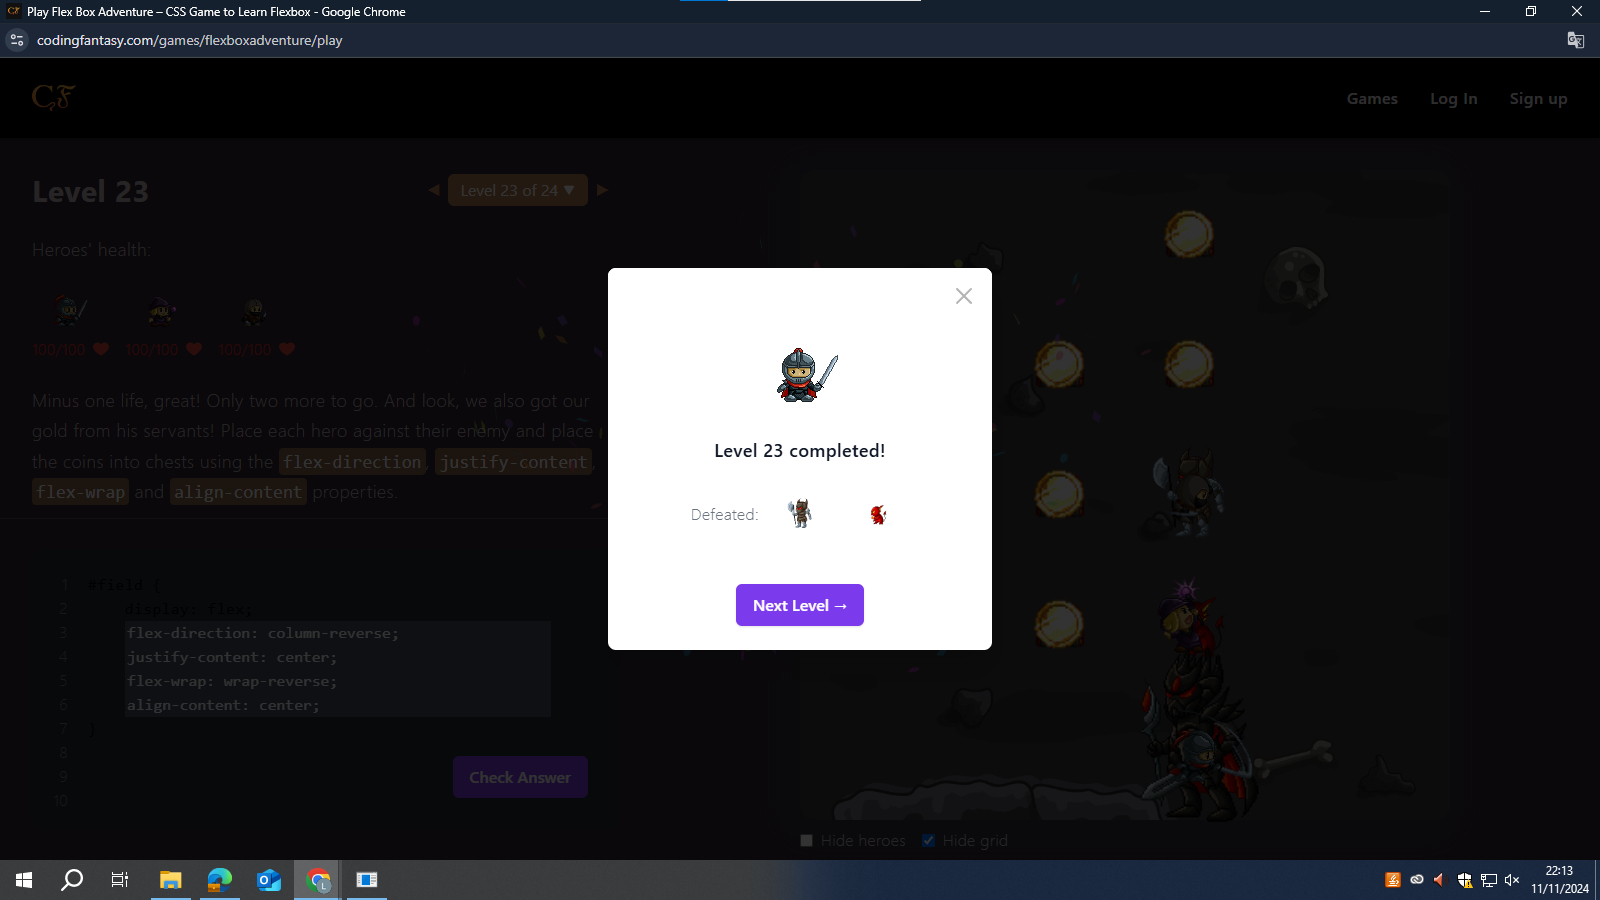 Play Flex Box Adventure – CSS Game to Learn Flexbox - Google Chrome
codingfantasy.com/games/flexboxadventure/play
CF
Games
Log In
Sign up
Level 23
◀ Level 23 of 24 ▼ ▶
Heroes' health:
100/100
100/100
100/100
Minus one life, great! Only two more to go. And look, we also got our
gold from his servants! Place each hero against their enemy and place
the coins into chests using the flex-direction, justify-content,
flex-wrap and align-content properties.
1 #field {
2 display: flex;
3 flex-direction: column-reverse;
4 justify-content: center;
5 flex-wrap: wrap-reverse;
6 align-content: center;
7 }
8
9
10
Check Answer
Level 23 completed!
Defeated:
Next Level →
Hide heroes
Hide grid
L
22:13
11/11/2024